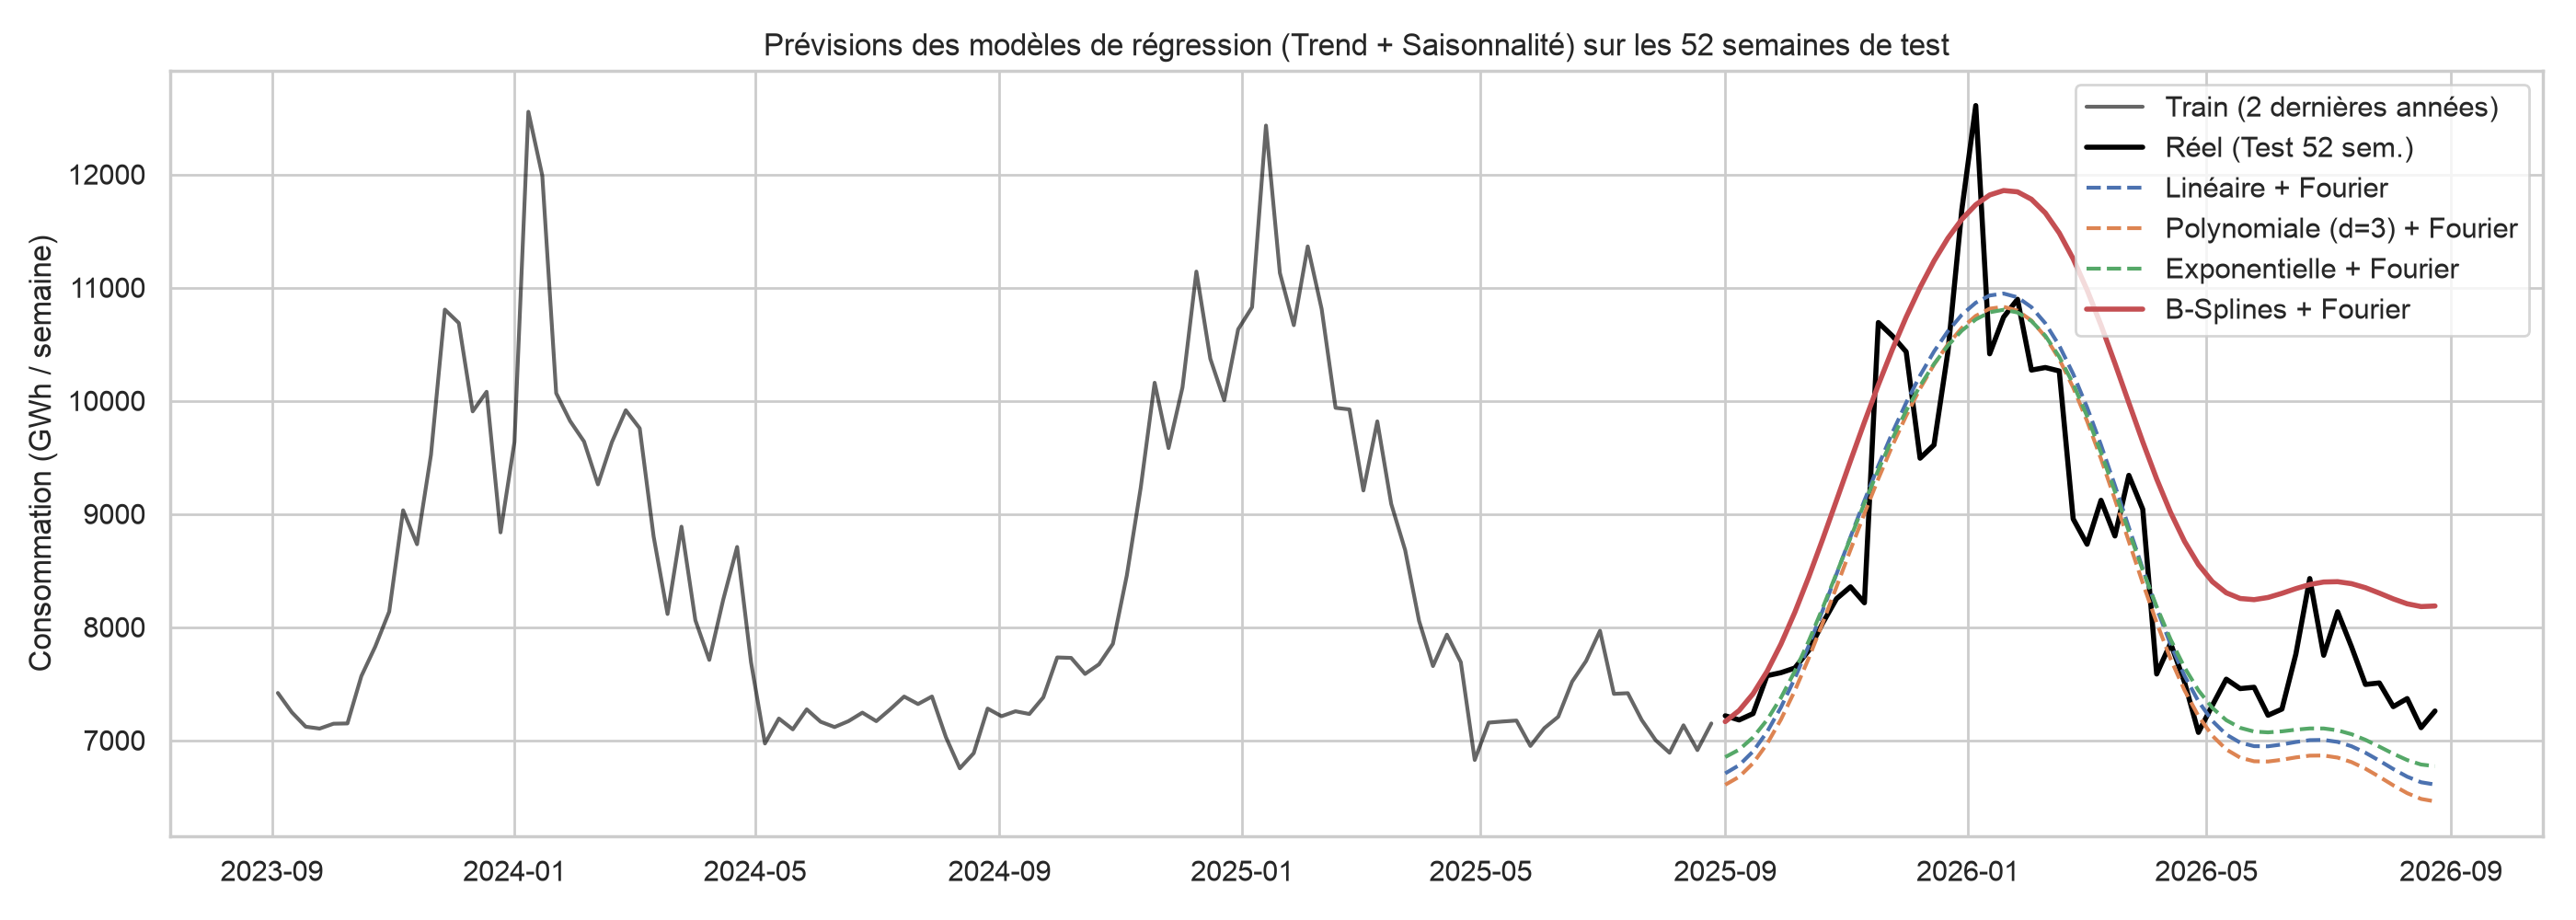 Prévisions des modèles de régression (Trend + Saisonnalité) sur les 52 semaines de test
Consommation (GWh / semaine)
12000
11000
10000
9000
8000
7000
Train (2 dernières années)
Réel (Test 52 sem.)
Linéaire + Fourier
Polynomiale (d=3) + Fourier
Exponentielle + Fourier
B-Splines + Fourier
2023-09 2024-01 2024-05 2024-09 2025-01 2025-05 2025-09 2026-01 2026-05 2026-09